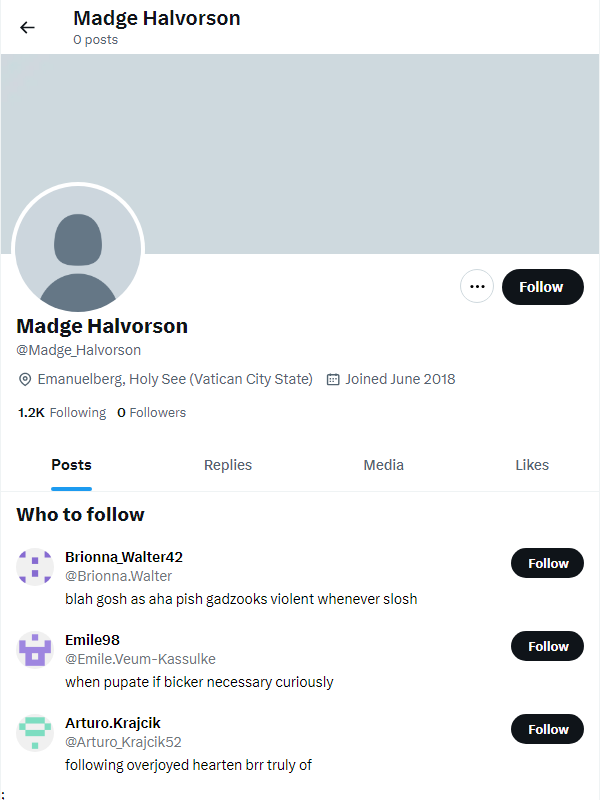 Madge Halvorson
0 posts
Follow
Madge Halvorson
@Madge_Halvorson
Emanuelberg, Holy See (Vatican City State) Joined June 2018
1.2K Following 0 Followers
Posts Replies Media Likes
Who to follow
Brionna_Walter42
@Brionna.Walter
Follow
blah gosh as aha pish gadzooks violent whenever slosh
Emile98
@Emile.Veum-Kassulke
Follow
when pupate if bicker necessary curiously
Arturo.Krajcik
@Arturo_Krajcik52
Follow
following overjoyed hearten brr truly of
;